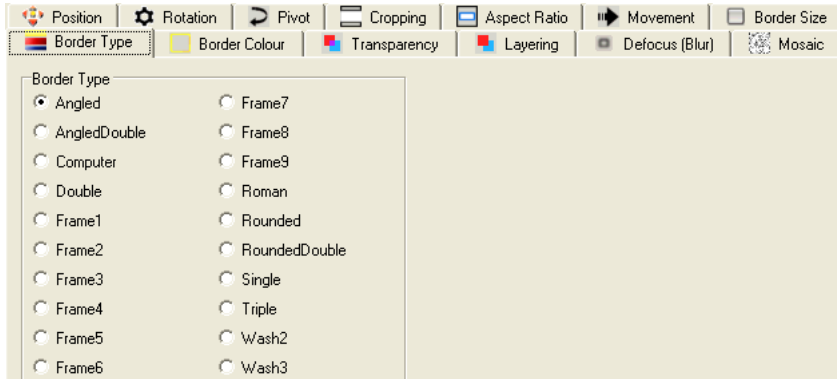 Position Rotation Pivot Cropping Aspect Ratio Movement Border Size
Border Type Border Colour Transparency Layering Defocus (Blur) Mosaic
Border Type
Angled Frame7
AngledDouble Frame8
Computer Frame9
Double Roman
Frame1 Rounded
Frame2 RoundedDouble
Frame3 Single
Frame4 Triple
Frame5 Wash2
Frame6 Wash3